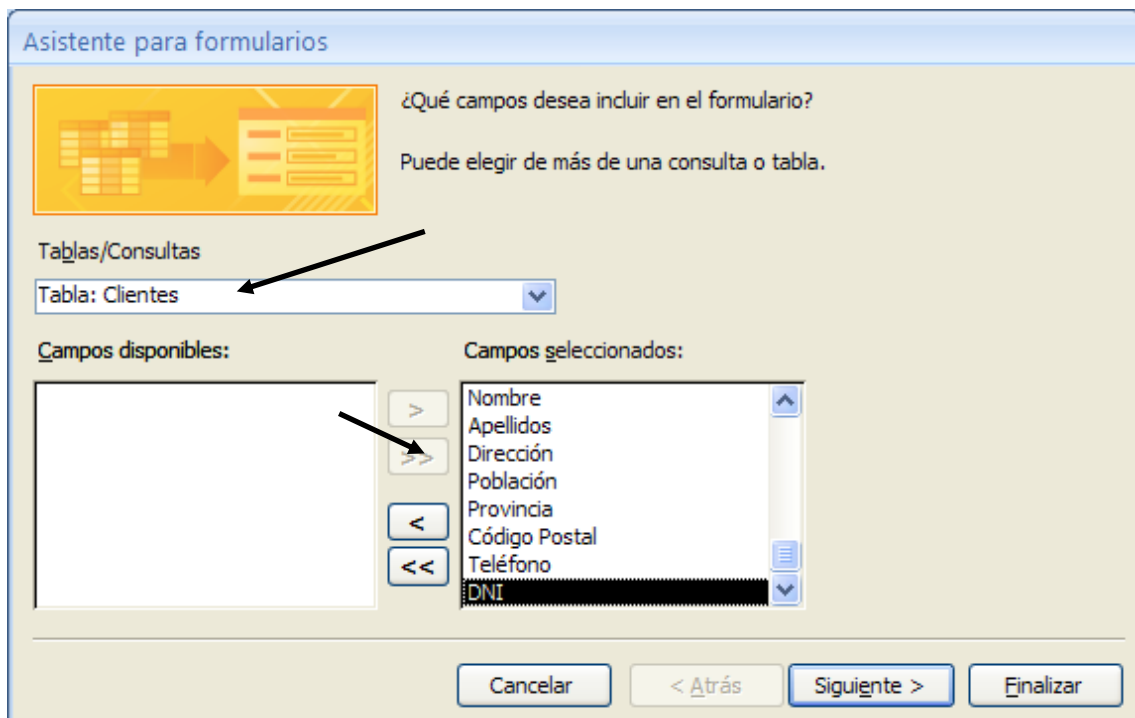 Asistente para formularios
¿Qué campos desea incluir en el formulario?
Puede elegir de más de una consulta o tabla.
Tablas/Consultas
Tabla: Clientes
Campos disponibles:
Campos seleccionados:
>
>>
<
<<
Nombre
Apellidos
Dirección
Población
Provincia
Código Postal
Teléfono
DNI
Cancelar
< Atrás
Siguiente >
Finalizar